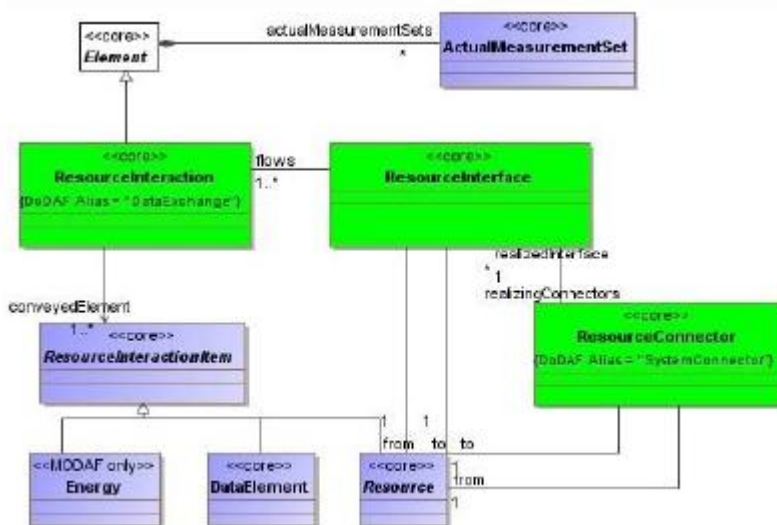 <<core>>
Element
actualMeasurementSets
*
<<core>>
ActualMeasurementSet
<<core>>
ResourceInteraction
{DoDAF Alias = "DataExchange"}
flows
1..*
<<core>>
ResourceInterface
realizedInterface
*
1
realizingConnectors
<<core>>
ResourceConnector
{DoDAF Alias = "SystemConnector"}
conveyedElement
1..*
<<core>>
ResourceInteractionItem
1
1
from
to
to
<<MODAF only>>
Energy
<<core>>
DataElement
<<core>>
Resource
1
from
1